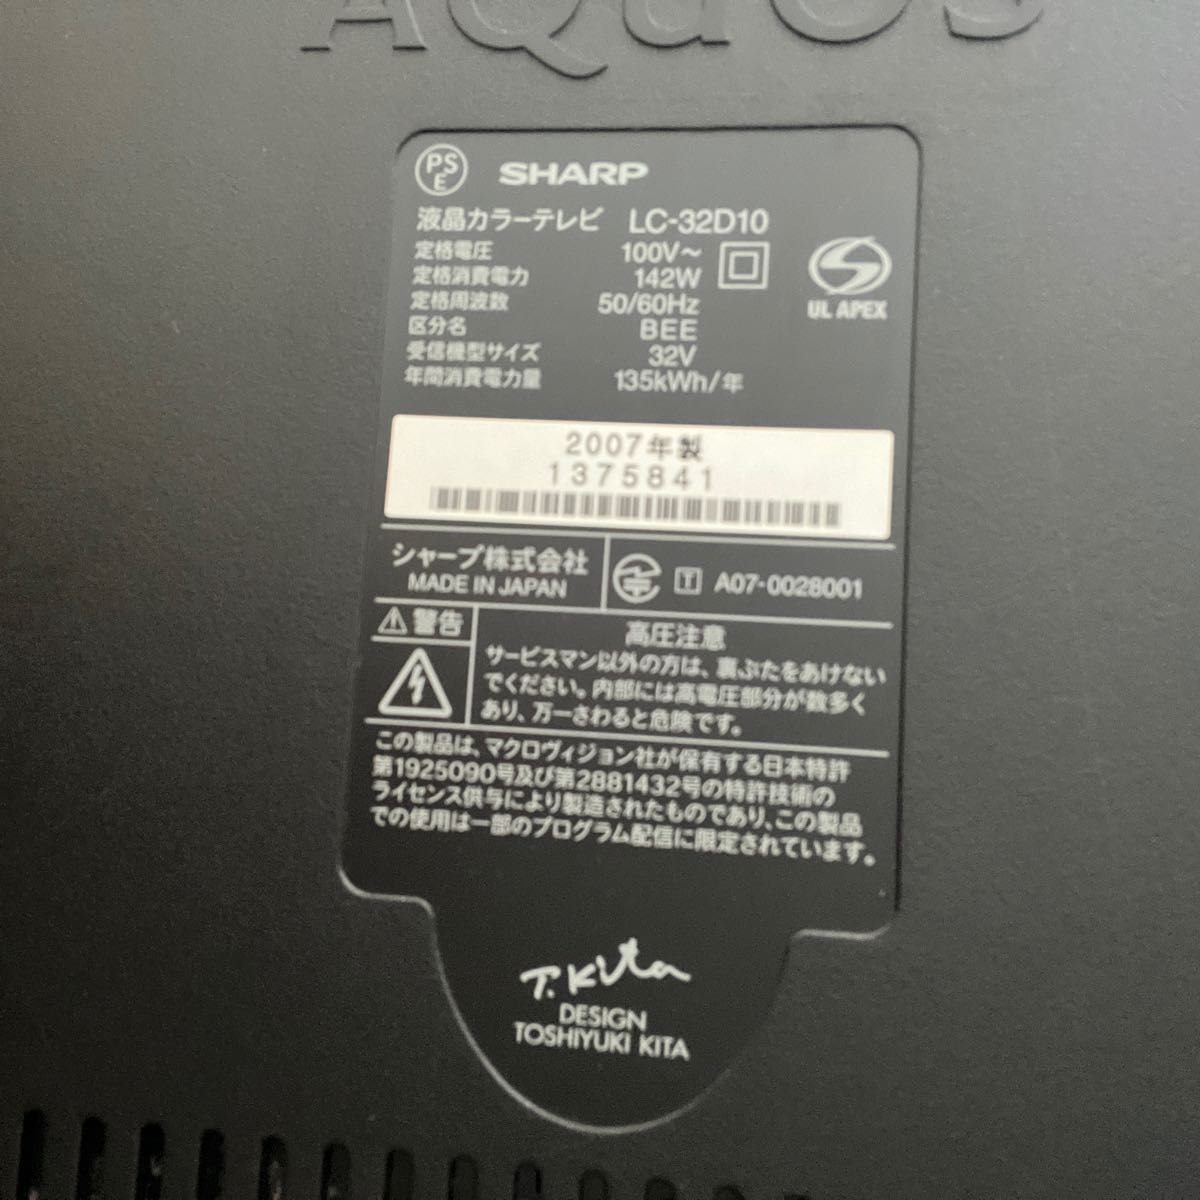 AQUOS
PSE SHARP
液晶カラーテレビ LC-32D10
定格電圧 100V～
定格消費電力 142W
定格周波数 50/60Hz
区分名 BEE
受信機型サイズ 32V
年間消費電力量 135kWh/年
UL APEX
2007年製
1375841
シャープ株式会社
MADE IN JAPAN
T A07-0028001
警告
高圧注意
サービスマン以外の方は、裏ぶたをあけない
でください。内部には高電圧部分が数多く
あり、万一さわると危険です。
この製品は、マクロヴィジョン社が保有する日本特許
第1925090号及び第2881432号の特許技術の
ライセンス供与により製造されたものであり、この製品
での使用は一部のプログラム配信に限定されています。
T.Kita
DESIGN
TOSHIYUKI KITA